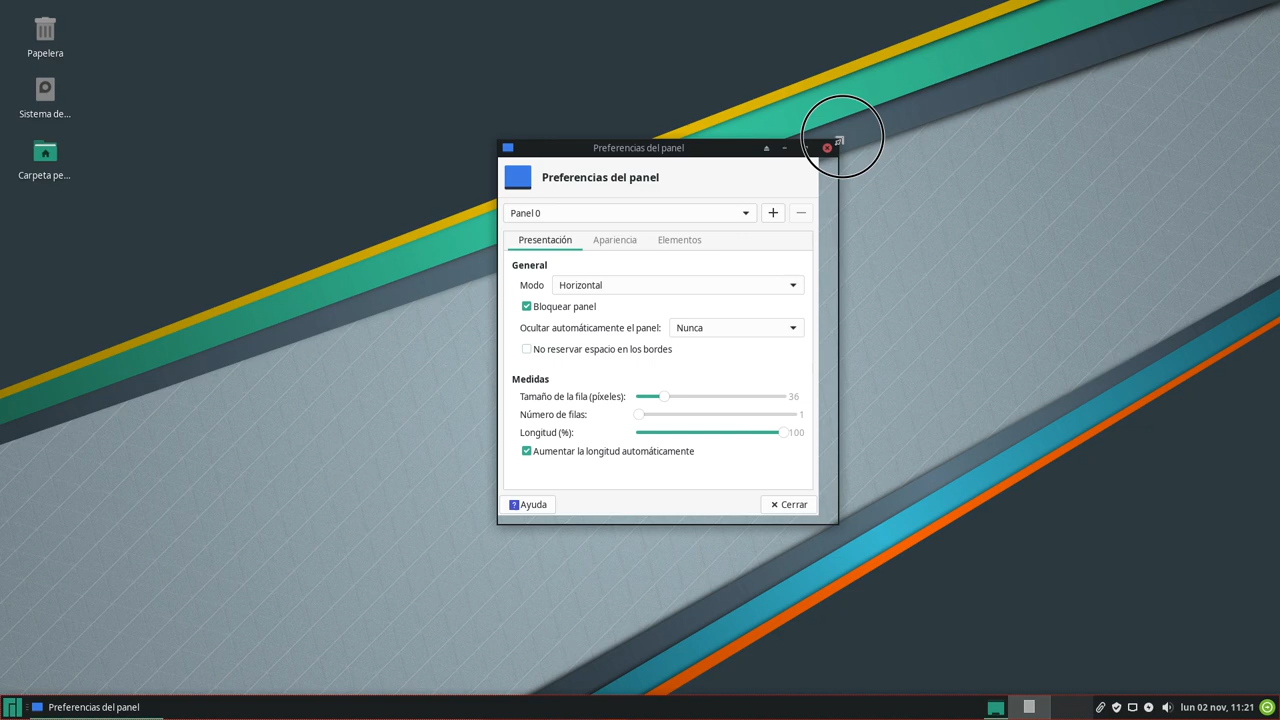 Papelera
Sistema de...
Carpeta pe...
Preferencias del panel
Preferencias del panel
Panel 0
Presentación Apariencia Elementos
General
Modo Horizontal
Bloquear panel
Ocultar automáticamente el panel: Nunca
No reservar espacio en los bordes
Medidas
Tamaño de la fila (píxeles): 36
Número de filas: 1
Longitud (%): 100
Aumentar la longitud automáticamente
? Ayuda Cerrar
Preferencias del panel lun 02 nov, 11:21